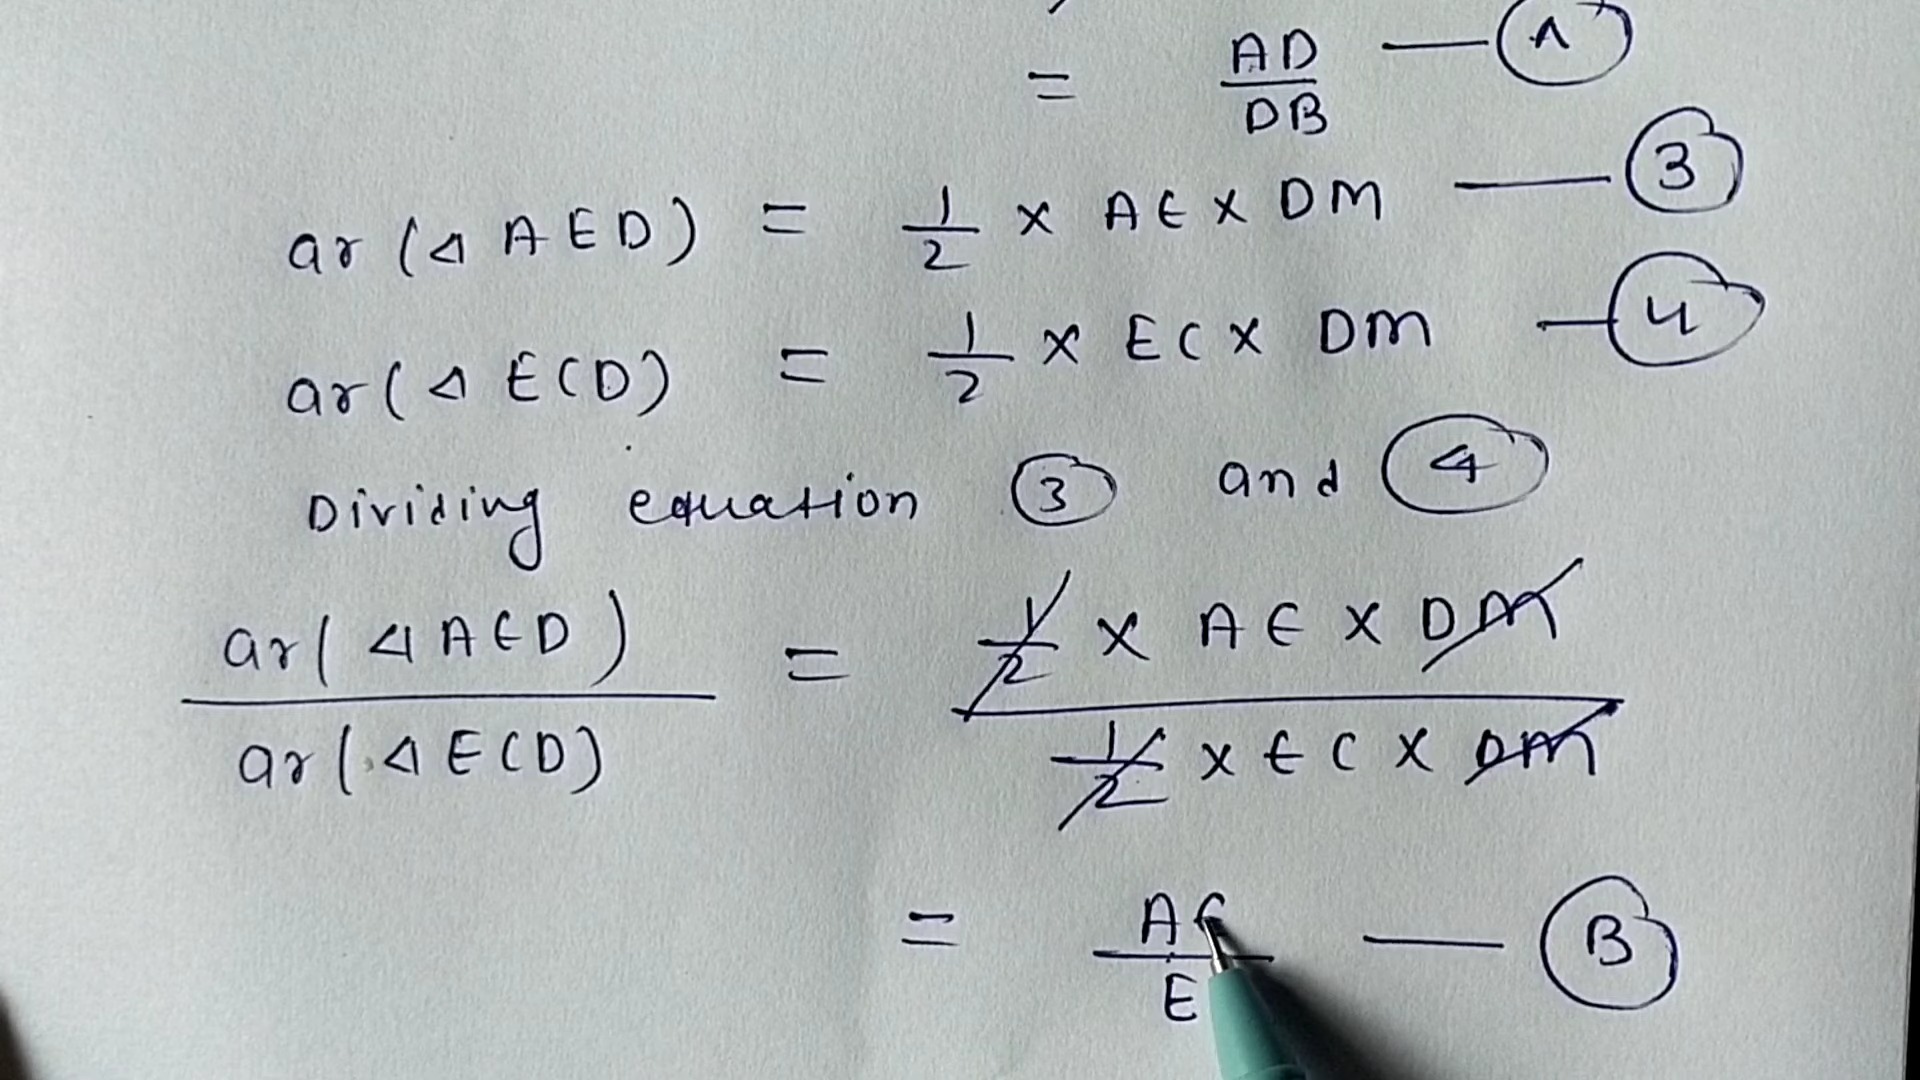 = AD/DB — (A)
ar (△ AED) = 1/2 × AE × DM — (3)
ar (△ ECD) = 1/2 × EC × DM — (4)
Dividing equation (3) and (4)
ar(△AED)/ar(△ECD) = 1/2 × AE × DM / 1/2 × EC × DM
= AE/E — (B)